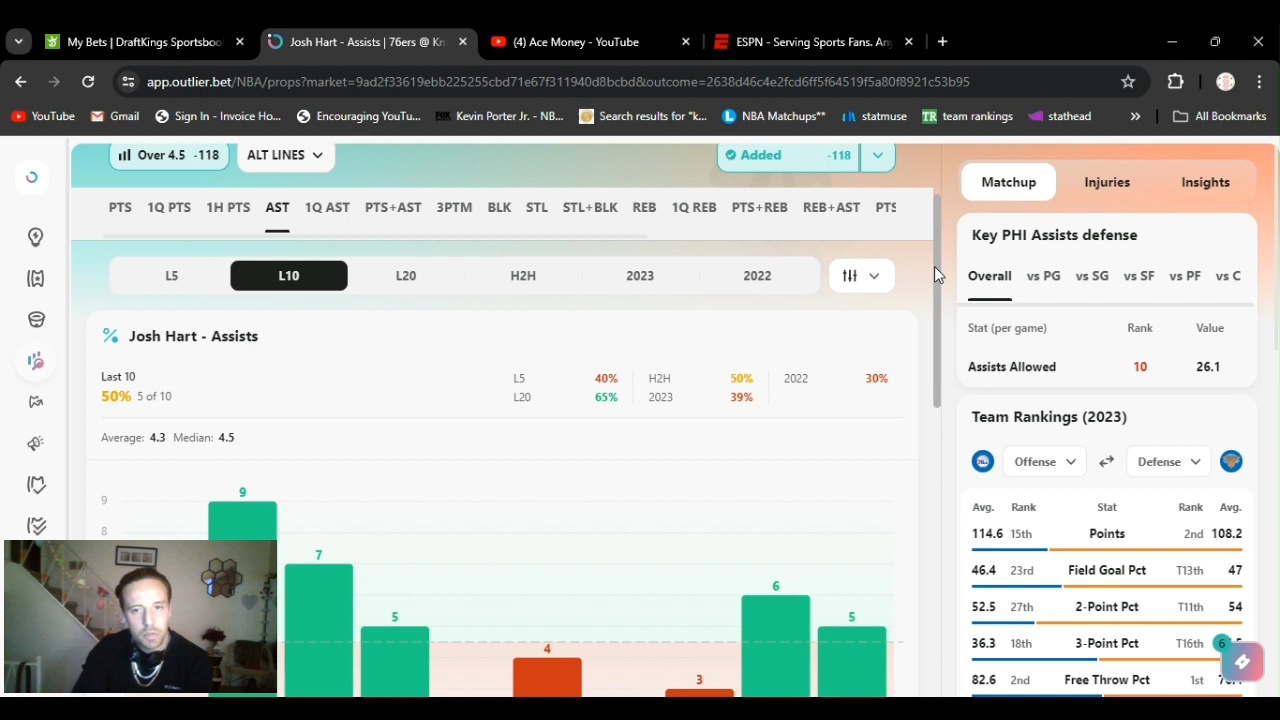 My Bets | DraftKings Sportsboo
Josh Hart - Assists | 76ers @ Kn
(4) Ace Money - YouTube
ESPN - Serving Sports Fans. An
app.outlier.bet/NBA/props?market=9ad2f33619ebb225255cbd71e67f311940d8bcbd&outcome=2638d46c4e2fcd6ff5f64519f5a80f8921c53b95
YouTube Gmail Sign In - Invoice Ho... Encouraging YouTu... Kevin Porter Jr. - NB... Search results for "k... NBA Matchups** statmuse team rankings stathead » All Bookmarks
Over 4.5 -118 ALT LINES Added -118
PTS 1Q PTS 1H PTS AST 1Q AST PTS+AST 3PTM BLK STL STL+BLK REB 1Q REB PTS+REB REB+AST PTS
L5 L10 L20 H2H 2023 2022
Josh Hart - Assists
Last 10
50% 5 of 10
L5 40% H2H 50% 2022 30%
L20 65% 2023 39%
Average: 4.3 Median: 4.5
9
8
9
7
5
4
3
6
5
Matchup Injuries Insights
Key PHI Assists defense
Overall vs PG vs SG vs SF vs PF vs C
Stat (per game) Rank Value
Assists Allowed 10 26.1
Team Rankings (2023)
Offense Defense
Avg. Rank Stat Rank Avg.
114.6 15th Points 2nd 108.2
46.4 23rd Field Goal Pct T13th 47
52.5 27th 2-Point Pct T11th 54
36.3 18th 3-Point Pct T16th
82.6 2nd Free Throw Pct 1st